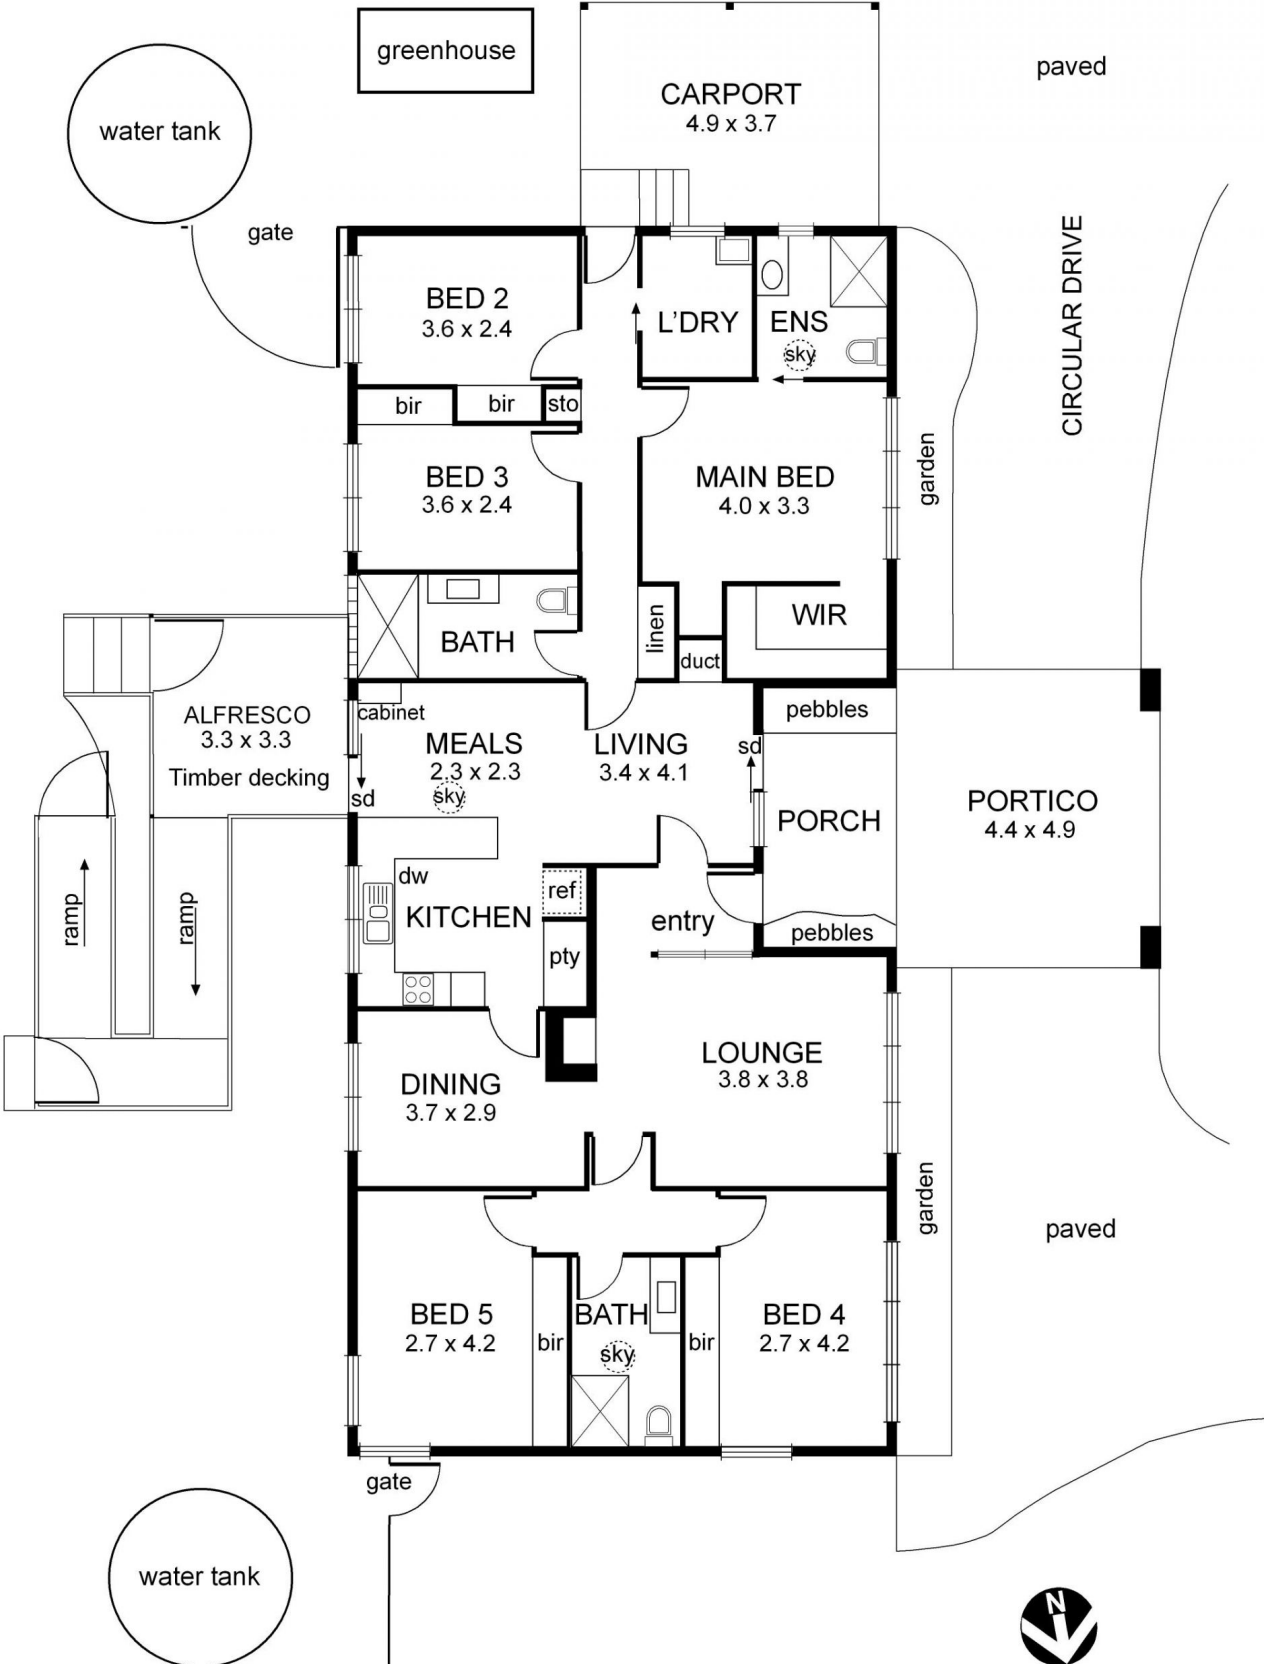 greenhouse
CARPORT
4.9 x 3.7
paved
water tank
gate
CIRCULAR DRIVE
BED 2
3.6 x 2.4
L'DRY
ENS
sky
bir
bir
sto
BED 3
3.6 x 2.4
MAIN BED
4.0 x 3.3
garden
BATH
linen
WIR
duct
cabinet
ALFRESCO
3.3 x 3.3
Timber decking
MEALS
2.3 x 2.3
sky
sd
LIVING
3.4 x 4.1
sd
pebbles
PORCH
pebbles
PORTICO
4.4 x 4.9
ramp
ramp
dw
KITCHEN
ref
pty
entry
DINING
3.7 x 2.9
LOUNGE
3.8 x 3.8
garden
paved
BED 5
2.7 x 4.2
bir
BATH
sky
bir
BED 4
2.7 x 4.2
gate
water tank
N